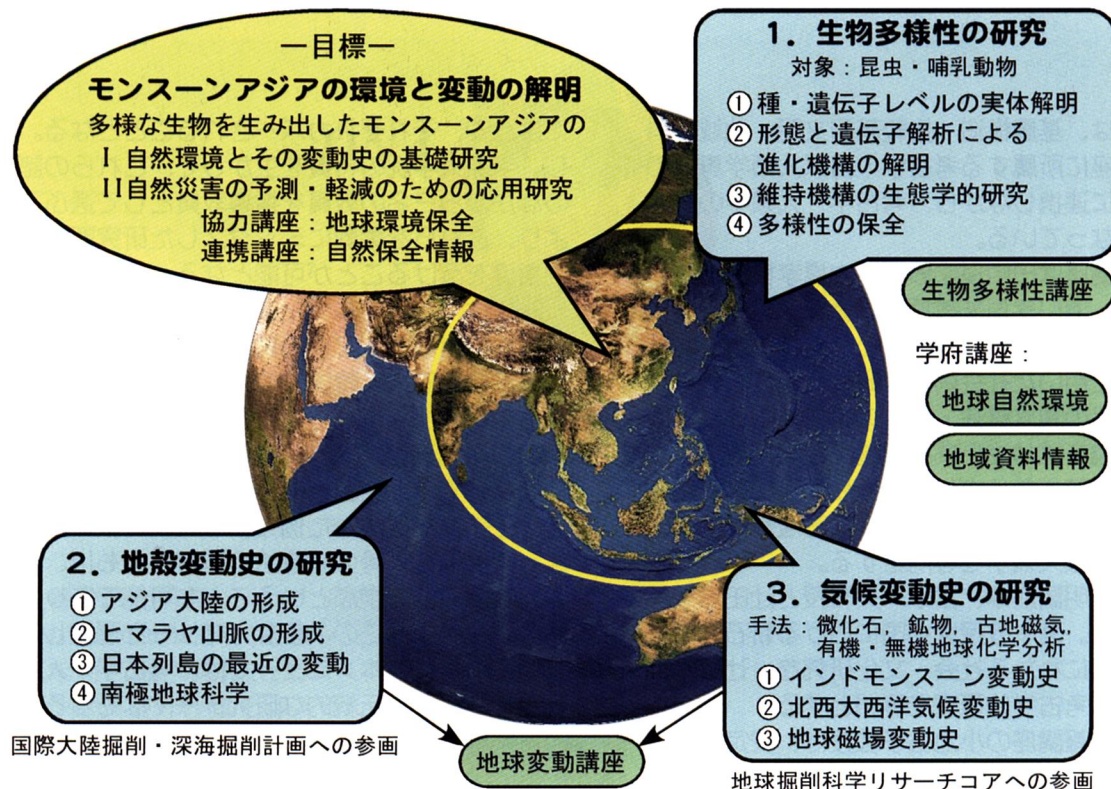 ―目標―
モンスーンアジアの環境と変動の解明
多様な生物を生み出したモンスーンアジアの
I 自然環境とその変動史の基礎研究
II自然災害の予測・軽減のための応用研究
協力講座：地球環境保全
連携講座：自然保全情報
1．生物多様性の研究
対象：昆虫・哺乳動物
① 種・遺伝子レベルの実体解明
② 形態と遺伝子解析による
進化機構の解明
③ 維持機構の生態学的研究
④ 多様性の保全
生物多様性講座
学府講座：
地球自然環境
地域資料情報
2．地殻変動史の研究
① アジア大陸の形成
② ヒマラヤ山脈の形成
③ 日本列島の最近の変動
④ 南極地球科学
国際大陸掘削・深海掘削計画への参画
3．気候変動史の研究
手法：微化石，鉱物，古地磁気，
有機・無機地球化学分析
① インドモンスーン変動史
② 北西大西洋気候変動史
③ 地球磁場変動史
地球掘削科学リサーチコアへの参画
地球変動講座